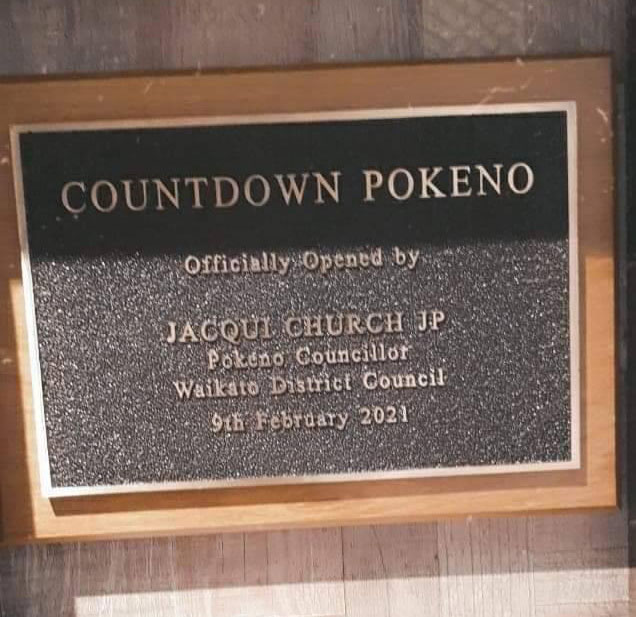 COUNTDOWN POKENO
Officially Opened by
JACQUI CHURCH JP
Pokeno Councillor
Waikato District Council
9th February 2021